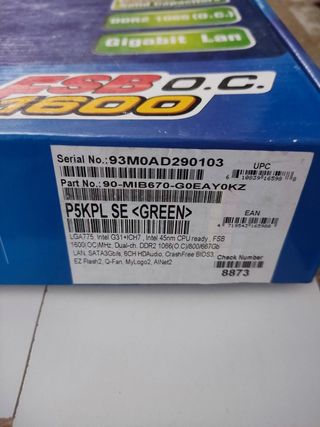 Solid Capacitors
DDR2 1066 (O.C.)
Gigabit Lan
FSB O.C.
1600
Serial No.:93M0AD290103
UPC
Part No.:90-MIB670-G0EAY0KZ
P5KPL SE <GREEN>
EAN
LGA775, Intel G31+ICH7, Intel 45nm CPU ready, FSB
1600(OC)MHz, Dual-ch. DDR2 1066(O.C)/800/667Gb
LAN, SATA3Gb/s, 6CH HDAudio, CrashFree BIOS3,
EZ Flash2, Q-Fan, MyLogo2, AINet2
Check Number
8873